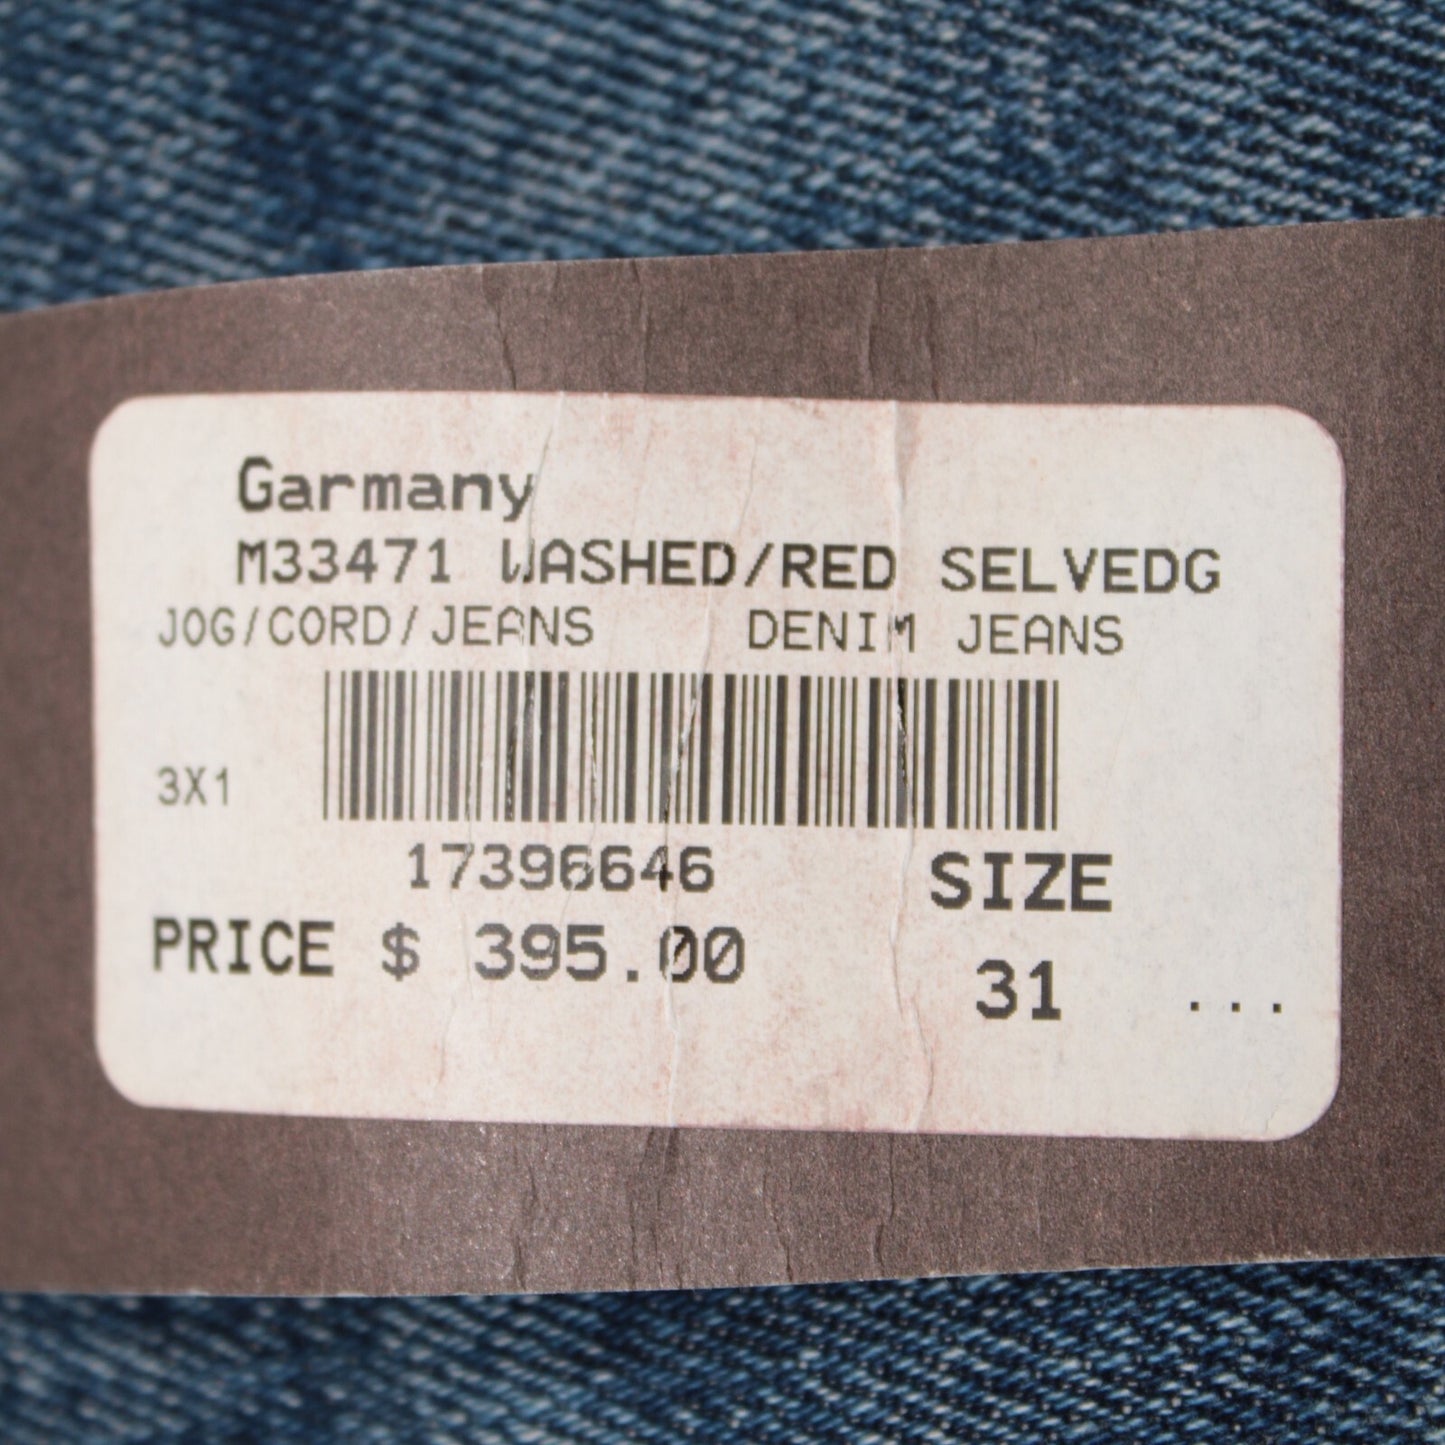 Garmany
M33471 WASHED/RED SELVEDG
JOG/CORD/JEANS DENIM JEANS
3X1
17396646 SIZE
PRICE $ 395.00
31 ...